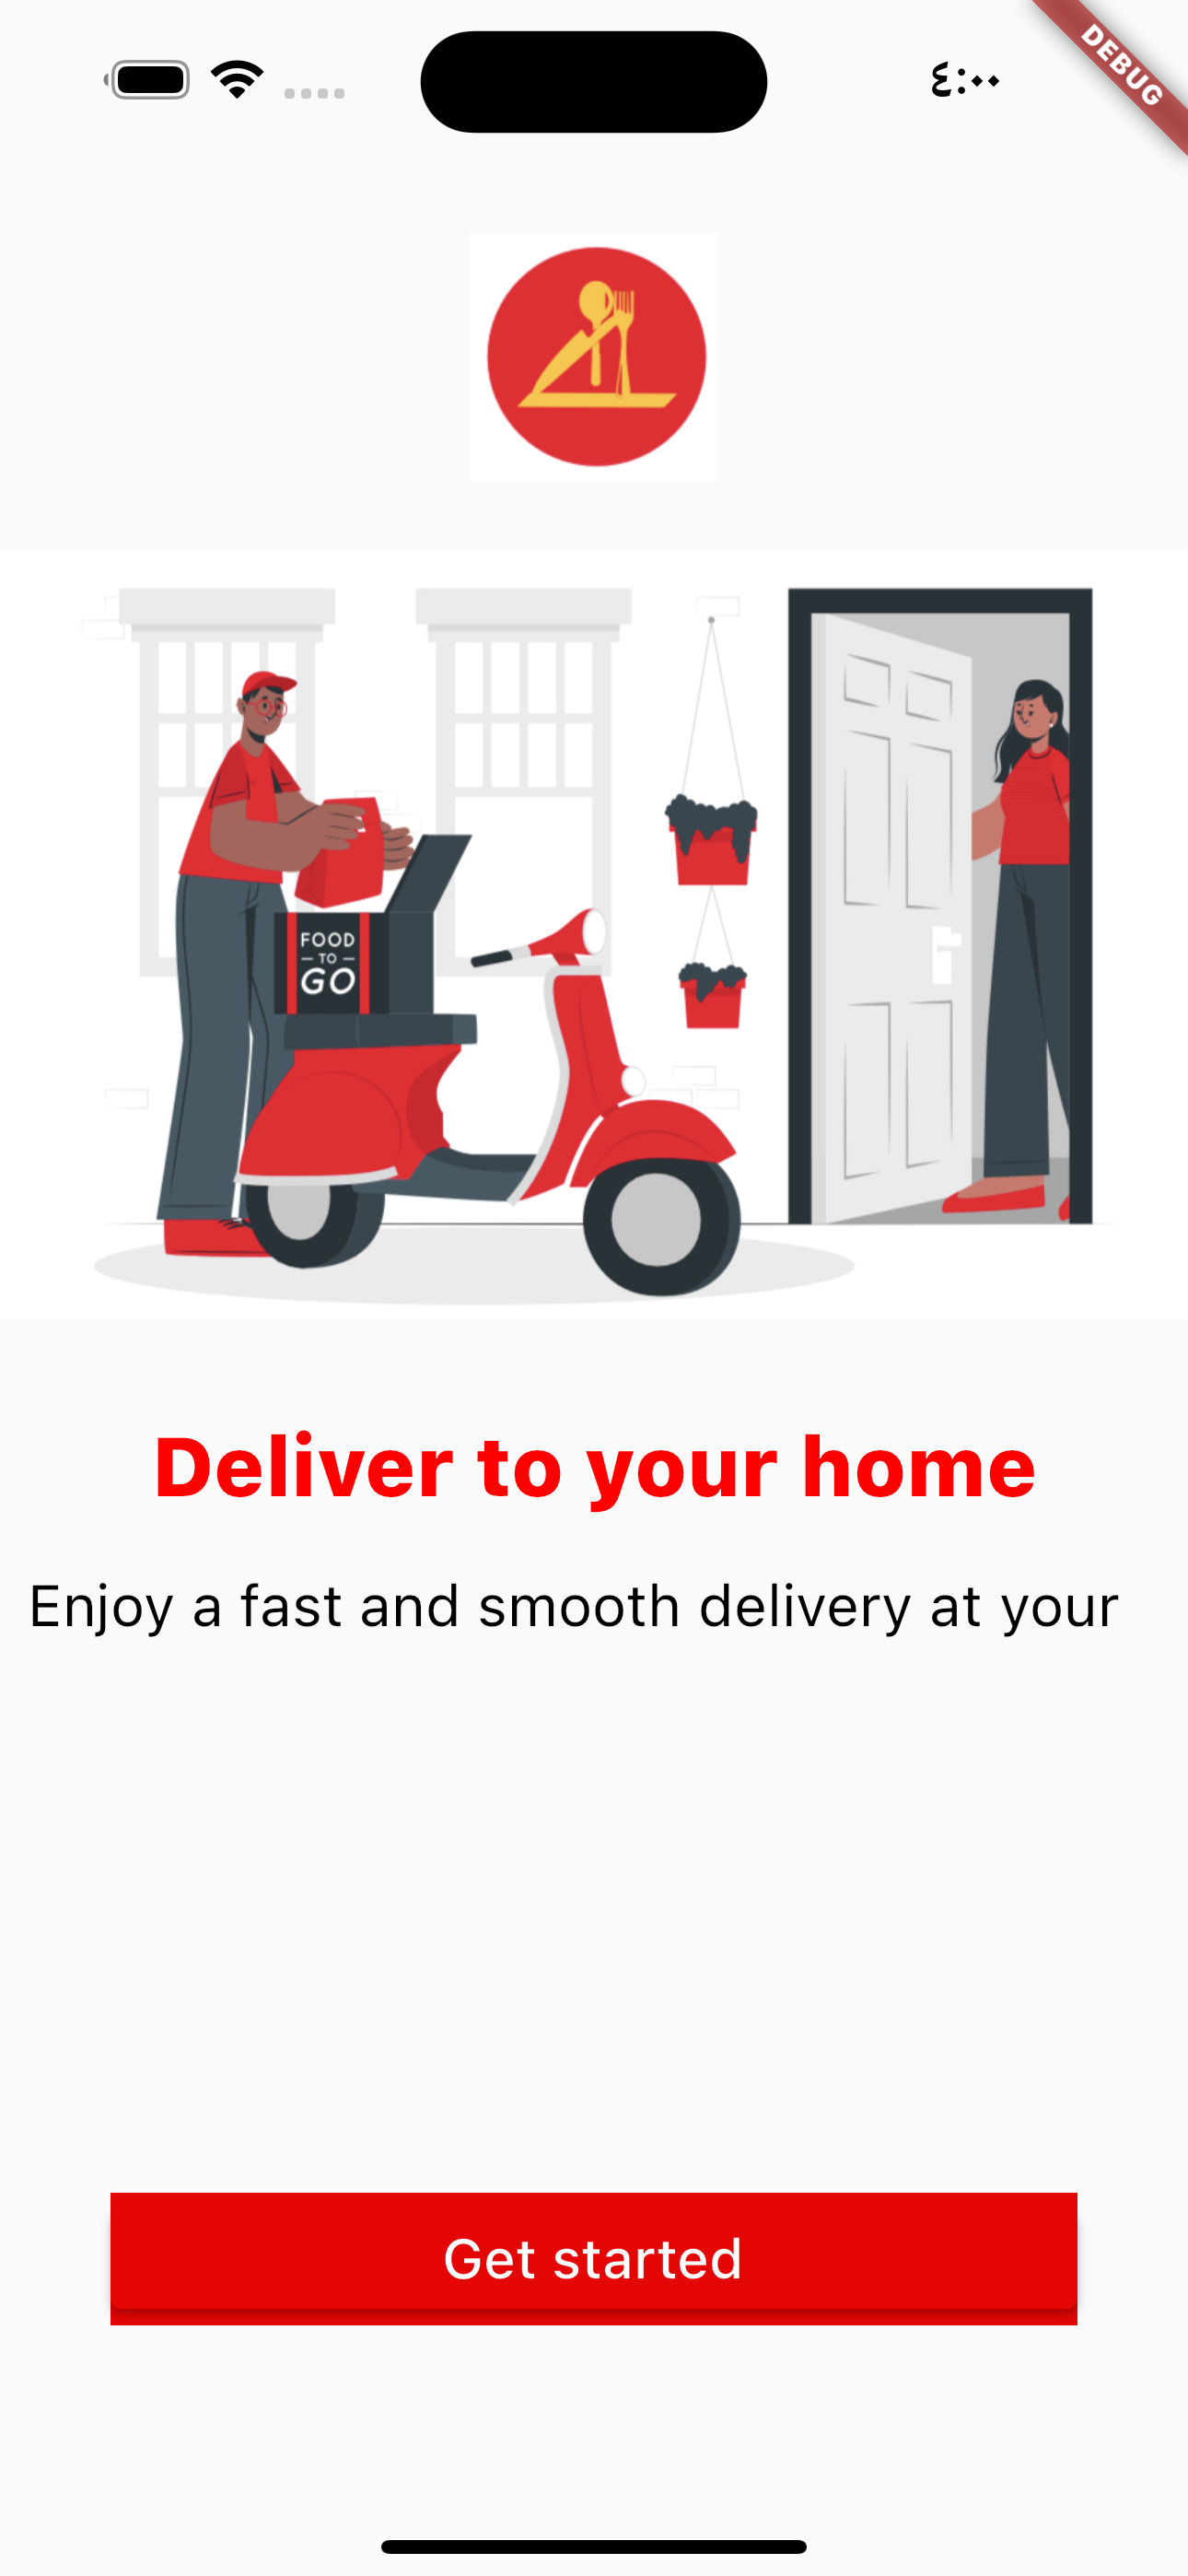 ٤:٠٠
DEBUG
FOOD
– TO –
GO
Deliver to your home
Enjoy a fast and smooth delivery at your
Get started